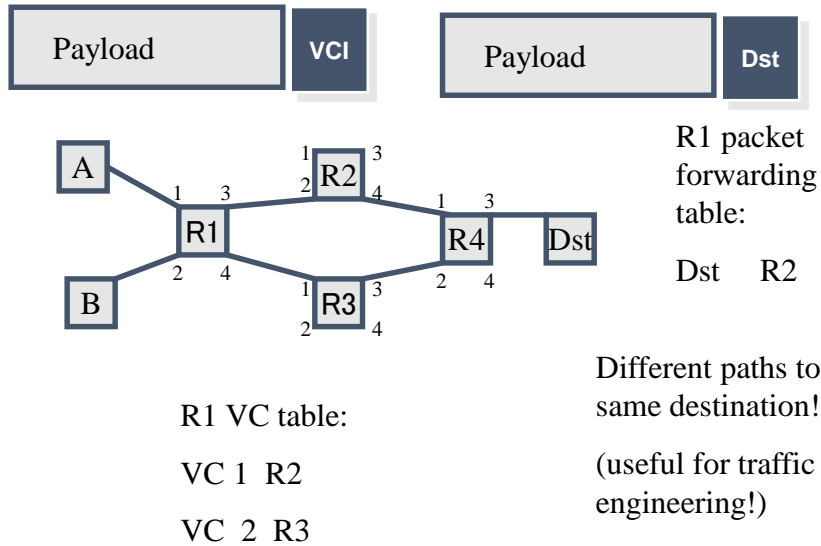 Payload VCI
Payload Dst
R1 packet
forwarding
table:
Dst R2
A
B
1 3
R1
2 4
1 3
R2
2 4
1 3
R3
2 4
1 3
R4
2 4
Dst
Different paths to
same destination!
(useful for traffic
engineering!)
R1 VC table:
VC 1 R2
VC 2 R3